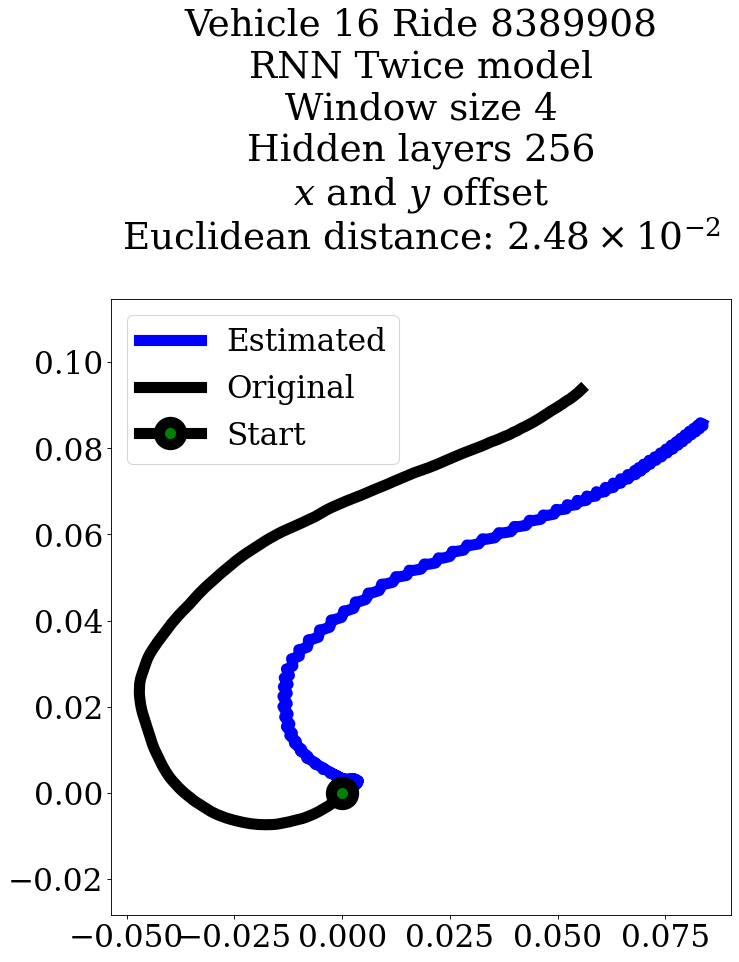 Vehicle 16 Ride 8389908
RNN Twice model
Window size 4
Hidden layers 256
x and y offset
Euclidean distance: 2.48 × 10⁻²
Estimated
Original
Start
0.10
0.08
0.06
0.04
0.02
0.00
−0.02
−0.050 −0.025 0.000 0.025 0.050 0.075